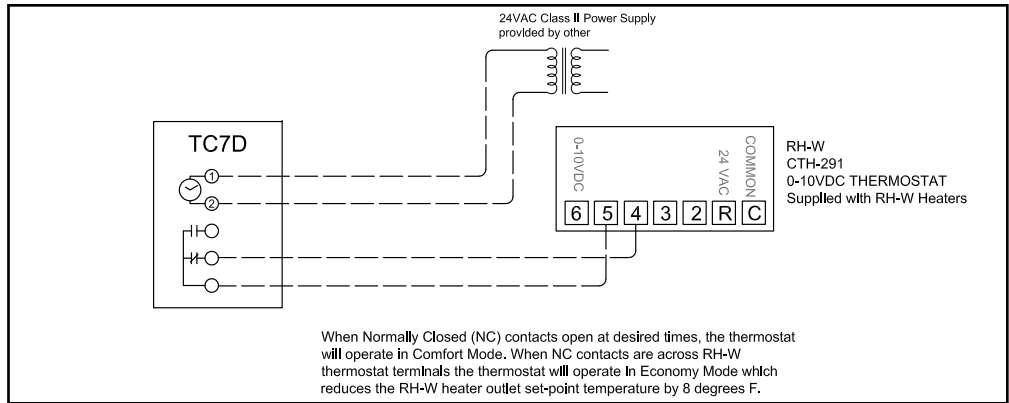 24VAC Class II Power Supply
provided by other
TC7D
1
2
0-10VDC
24 VAC
COMMON
6 5 4 3 2 R C
RH-W
CTH-291
0-10VDC THERMOSTAT
Supplied with RH-W Heaters
When Normally Closed (NC) contacts open at desired times, the thermostat
will operate in Comfort Mode. When NC contacts are across RH-W
thermostat terminals the thermostat will operate in Economy Mode which
reduces the RH-W heater outlet set-point temperature by 8 degrees F.